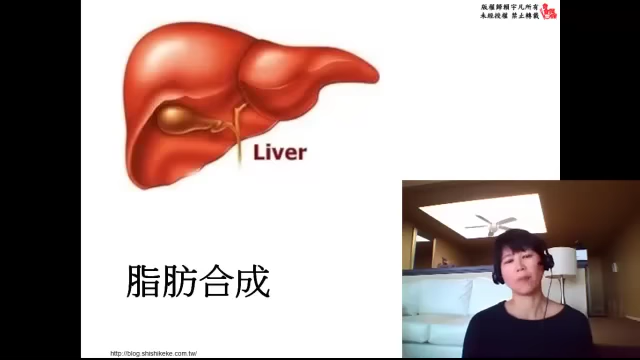 版權歸賴宇凡所有
未經授權 禁止轉載
Liver
脂肪合成
http://blog.shishikeke.com.tw/